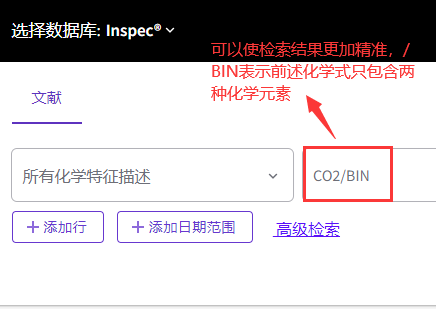 选择数据库: Inspec®
可以使检索结果更加精准，/
BIN表示前述化学式只包含两
种化学元素
文献
所有化学特征描述
CO2/BIN
+添加行
+添加日期范围
高级检索